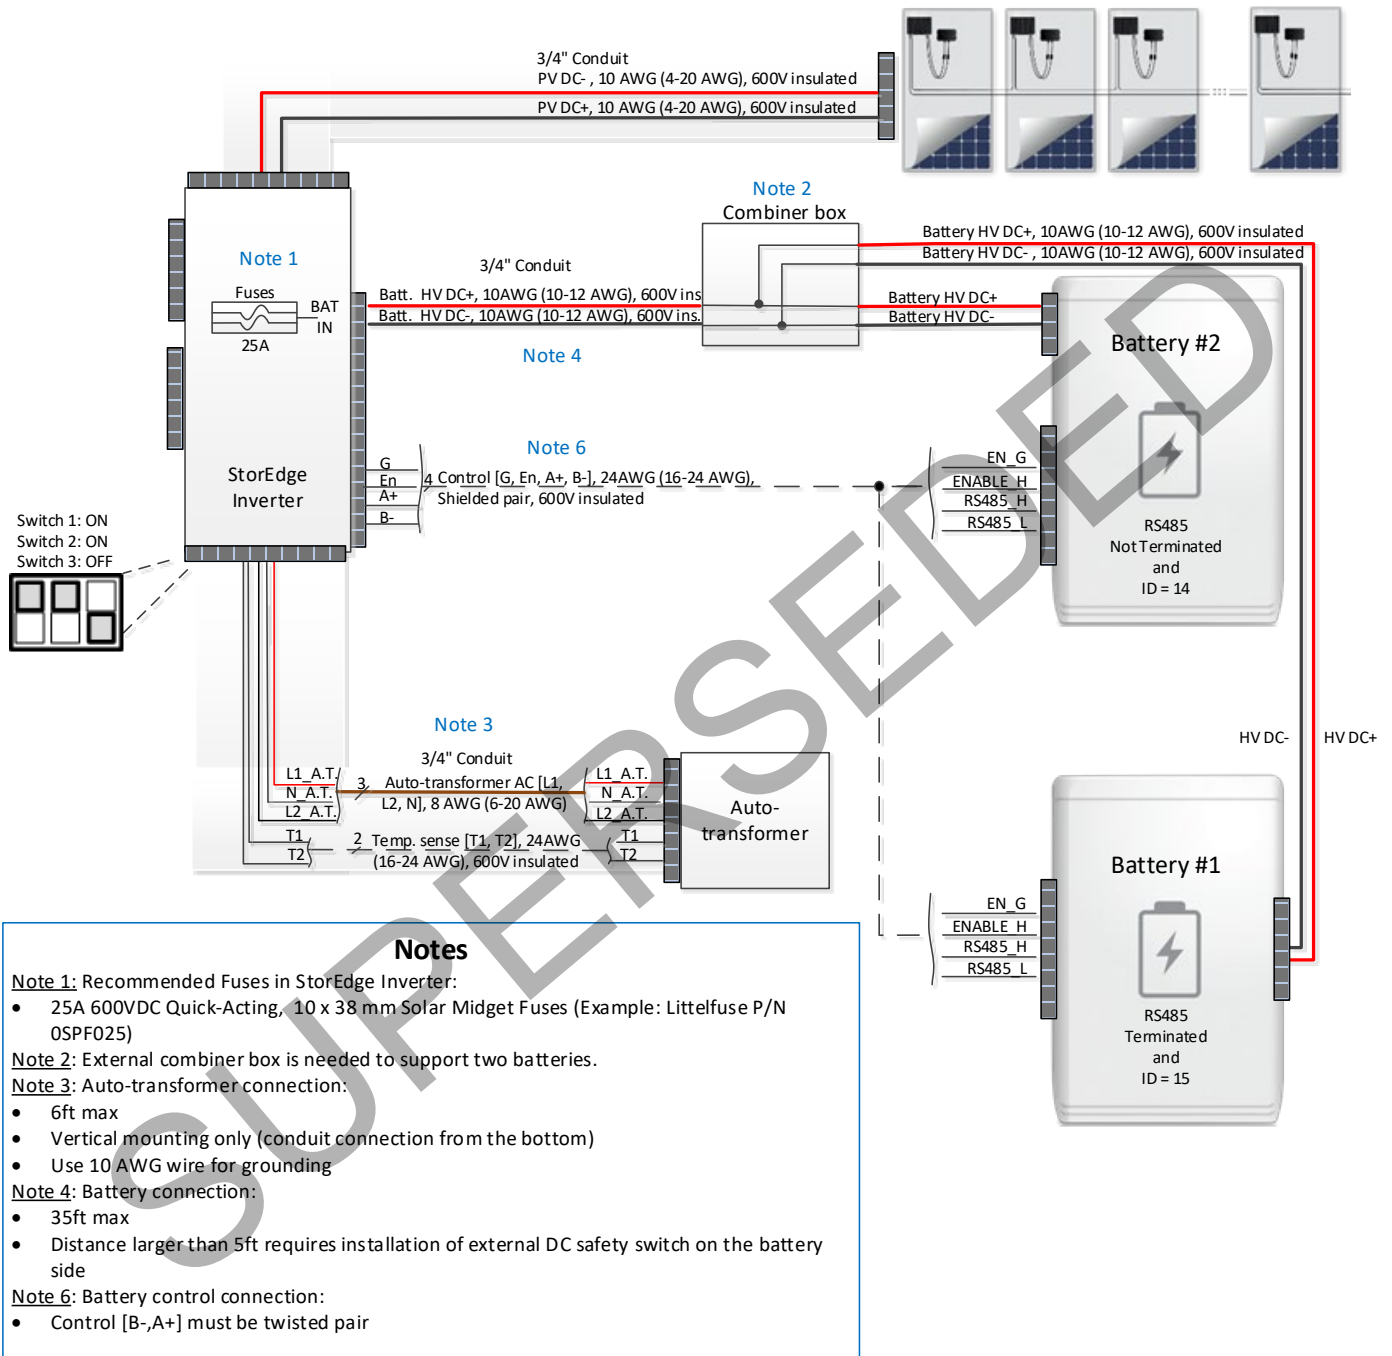 3/4" Conduit
PV DC- , 10 AWG (4-20 AWG), 600V insulated
PV DC+, 10 AWG (4-20 AWG), 600V insulated
Note 2
Combiner box
Battery HV DC+, 10AWG (10-12 AWG), 600V insulated
Battery HV DC- , 10AWG (10-12 AWG), 600V insulated
Note 1
Fuses
BAT
IN
25A
3/4" Conduit
Batt. HV DC+, 10AWG (10-12 AWG), 600V ins
Batt. HV DC-, 10AWG (10-12 AWG), 600V ins.
Note 4
Battery HV DC+
Battery HV DC-
Battery #2
StorEdge
Inverter
G
En
A+
B-
Note 6
4 Control [G, En, A+, B-], 24AWG (16-24 AWG),
Shielded pair, 600V insulated
EN_G
ENABLE_H
RS485_H
RS485_L
RS485
Not Terminated
and
ID = 14
Switch 1: ON
Switch 2: ON
Switch 3: OFF
Note 3
3/4" Conduit
L1_A.T.
N_A.T.
L2_A.T.
3 Auto-transformer AC [L1,
L2, N], 8 AWG (6-20 AWG)
L1_A.T.
N_A.T.
L2_A.T.
T1
T2
2 Temp. sense [T1, T2], 24AWG
(16-24 AWG), 600V insulated
T1
T2
Auto-
transformer
HV DC-
HV DC+
Battery #1
EN_G
ENABLE_H
RS485_H
RS485_L
RS485
Terminated
and
ID = 15
Notes
Note 1: Recommended Fuses in StorEdge Inverter:
• 25A 600VDC Quick-Acting, 10 x 38 mm Solar Midget Fuses (Example: Littelfuse P/N
0SPF025)
Note 2: External combiner box is needed to support two batteries.
Note 3: Auto-transformer connection:
• 6ft max
• Vertical mounting only (conduit connection from the bottom)
• Use 10 AWG wire for grounding
Note 4: Battery connection:
• 35ft max
• Distance larger than 5ft requires installation of external DC safety switch on the battery
side
Note 6: Battery control connection:
• Control [B-,A+] must be twisted pair
SUPERSEDED